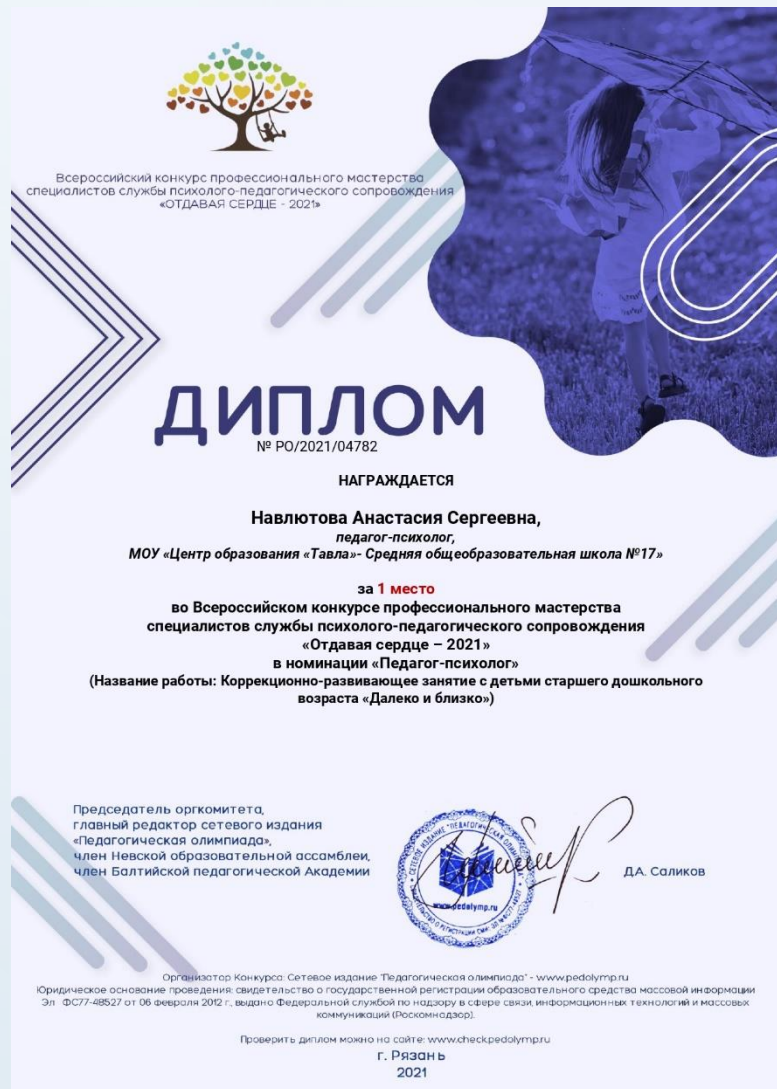 Всероссийский конкурс профессионального мастерства
специалистов службы психолого-педагогического сопровождения
«ОТДАВАЯ СЕРДЦЕ - 2021»
ДИПЛОМ
№ РО/2021/04782
НАГРАЖДАЕТСЯ
Навлютова Анастасия Сергеевна,
педагог-психолог,
МОУ «Центр образования «Тавла»- Средняя общеобразовательная школа №17»
за 1 место
во Всероссийском конкурсе профессионального мастерства
специалистов службы психолого-педагогического сопровождения
«Отдавая сердце – 2021»
в номинации «Педагог-психолог»
(Название работы: Коррекционно-развивающее занятие с детьми старшего дошкольного
возраста «Далеко и близко»)
Председатель оргкомитета,
главный редактор сетевого издания
«Педагогическая олимпиада»,
член Невской образовательной ассамблеи,
член Балтийской педагогической Академии
www.pedolymp.ru
Д.А. Саликов
Организатор Конкурса: Сетевое издание "Педагогическая олимпиада" - www.pedolymp.ru
Юридическое основание проведения: свидетельство о государственной регистрации образовательного средства массовой информации
Эл ФС77-48527 от 06 февраля 2012 г., выдано Федеральной службой по надзору в сфере связи, информационных технологий и массовых
коммуникаций (Роскомнадзор).
Проверить диплом можно на сайте: www.check.pedolymp.ru
г. Рязань
2021